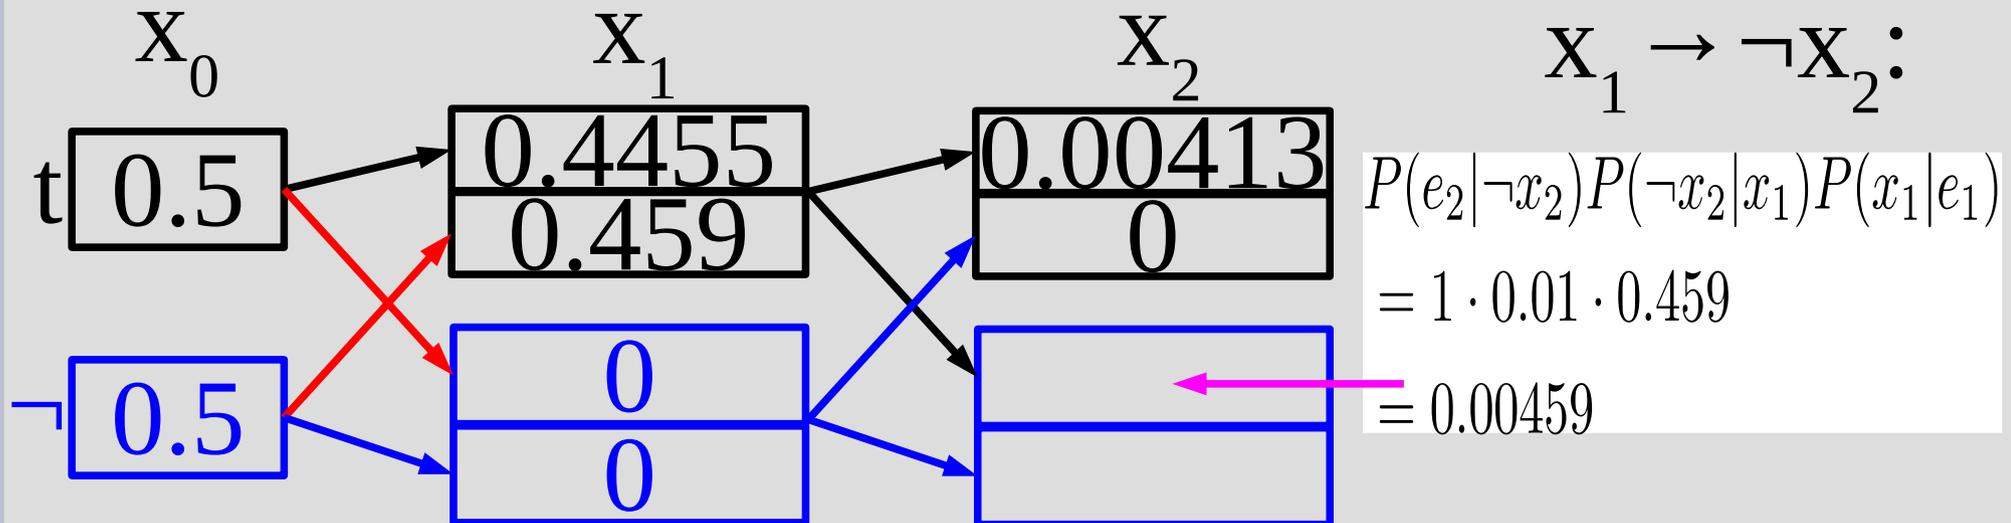 x₀ x₁ x₂ x₁ → ¬x₂:
t 0.5 0.4455 0.00413
0.459 0
P(e₂|¬x₂)P(¬x₂|x₁)P(x₁|e₁)
= 1 · 0.01 · 0.459
= 0.00459
¬ 0.5 0
0